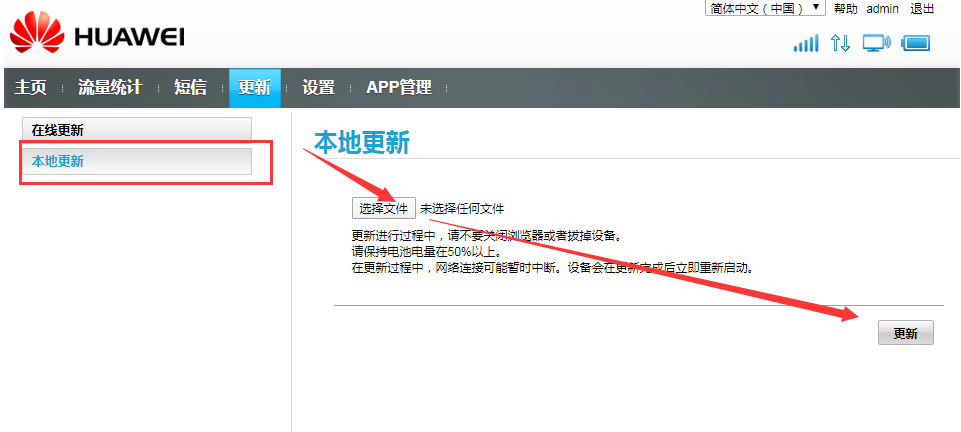 简体中文（中国） 帮助 admin 退出
HUAWEI
主页 流量统计 短信 更新 设置 APP管理
在线更新
本地更新
本地更新
选择文件 未选择任何文件
更新进行过程中，请不要关闭浏览器或者拔掉设备。
请保持电池电量在50%以上。
在更新过程中，网络连接可能暂时中断。设备会在更新完成后立即重新启动。
更新